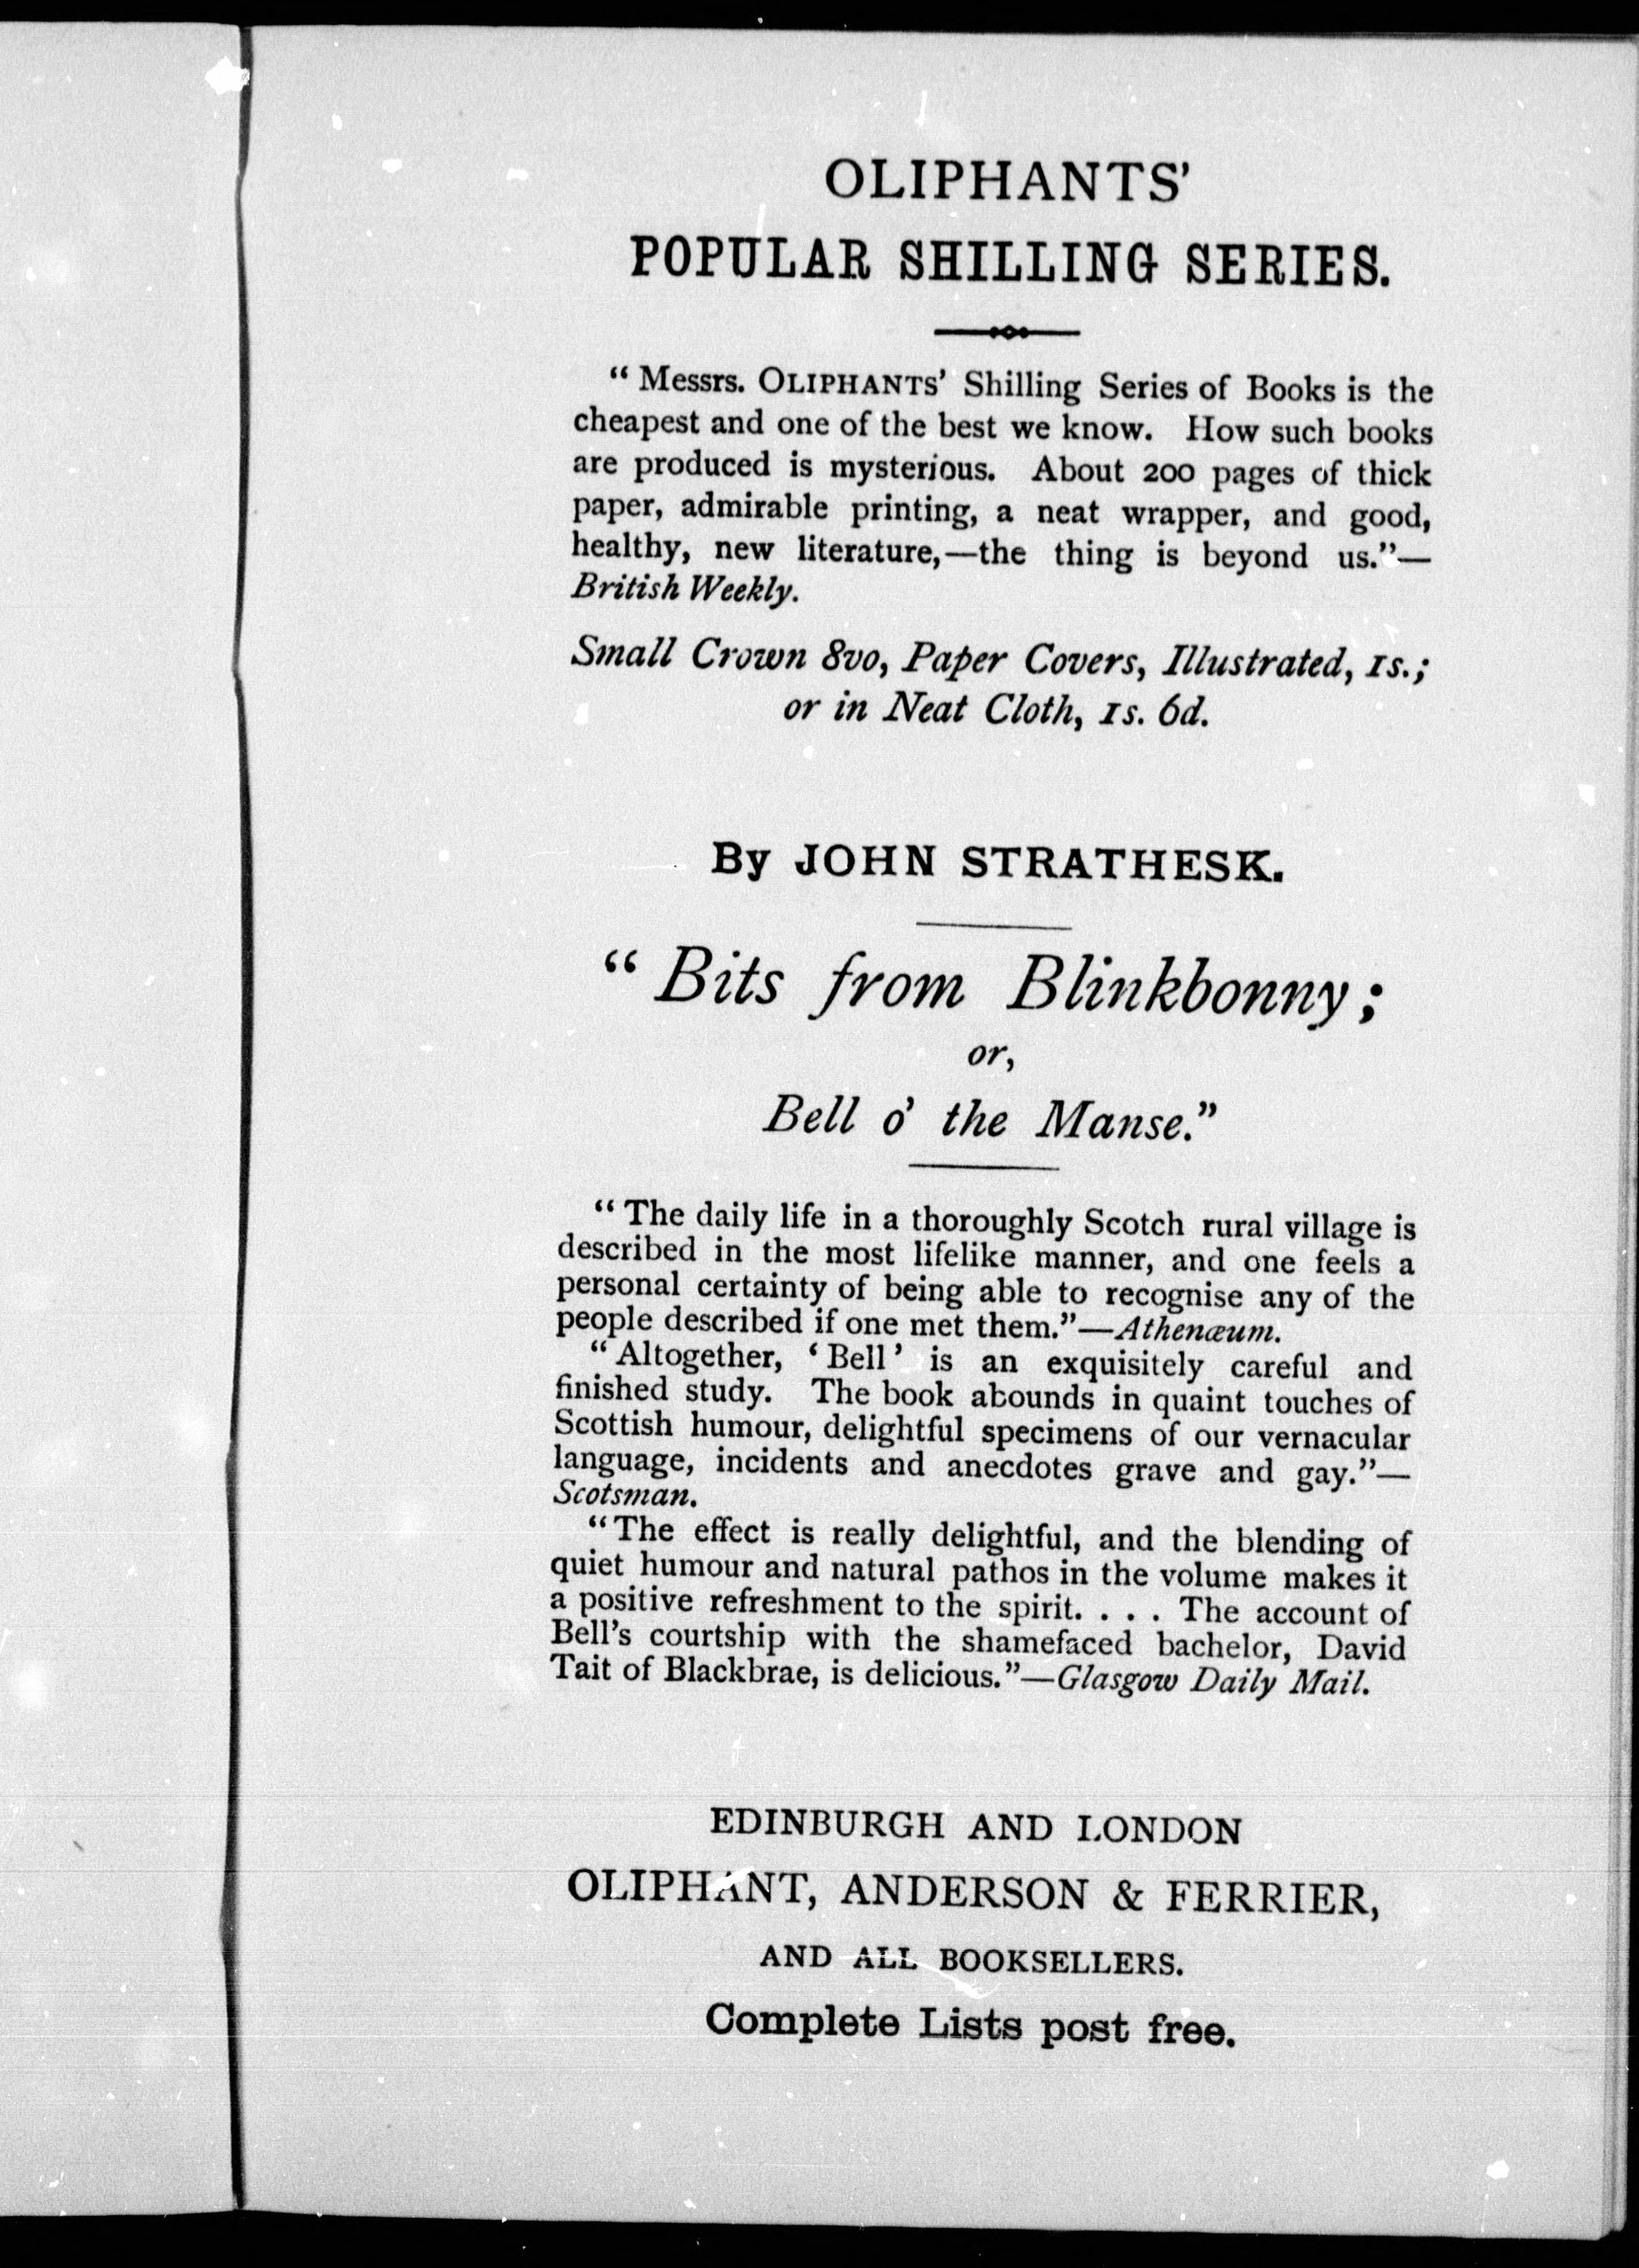 OLIPHANTS'
POPULAR SHILLING SERIES.
" Messrs. OLIPHANTS' Shilling Series of Books is the
cheapest and one of the best we know. How such books
are produced is mysterious. About 200 pages of thick
paper, admirable printing, a neat wrapper, and good,
healthy, new literature,—the thing is beyond us."—
British Weekly.
Small Crown 8vo, Paper Covers, Illustrated, 1s.;
or in Neat Cloth, 1s. 6d.
By JOHN STRATHESK.
" Bits from Blinkbonny;
or,
Bell o' the Manse."
" The daily life in a thoroughly Scotch rural village is
described in the most lifelike manner, and one feels a
personal certainty of being able to recognise any of the
people described if one met them."—Athenæum.
" Altogether, ' Bell ' is an exquisitely careful and
finished study. The book abounds in quaint touches of
Scottish humour, delightful specimens of our vernacular
language, incidents and anecdotes grave and gay."—
Scotsman.
" The effect is really delightful, and the blending of
quiet humour and natural pathos in the volume makes it
a positive refreshment to the spirit. . . . The account of
Bell's courtship with the shamefaced bachelor, David
Tait of Blackbrae, is delicious."—Glasgow Daily Mail.
EDINBURGH AND LONDON
OLIPHANT, ANDERSON & FERRIER,
AND ALL BOOKSELLERS.
Complete Lists post free.